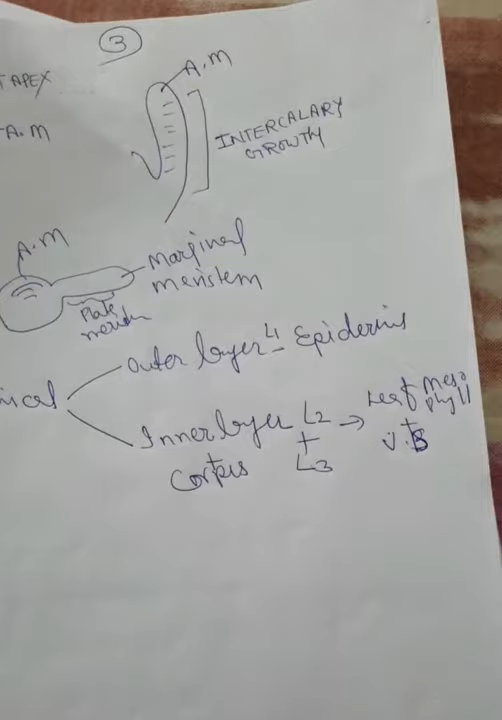 3
T APEX
A.M
A.M
INTERCALARY
GROWTH
A.M
Marginal
meristem
Plate
Outer layer L1 - Epidermis
ical
Inner layer L2 → Leaf Meso
phyll
+
+
Corpus L3
V.B